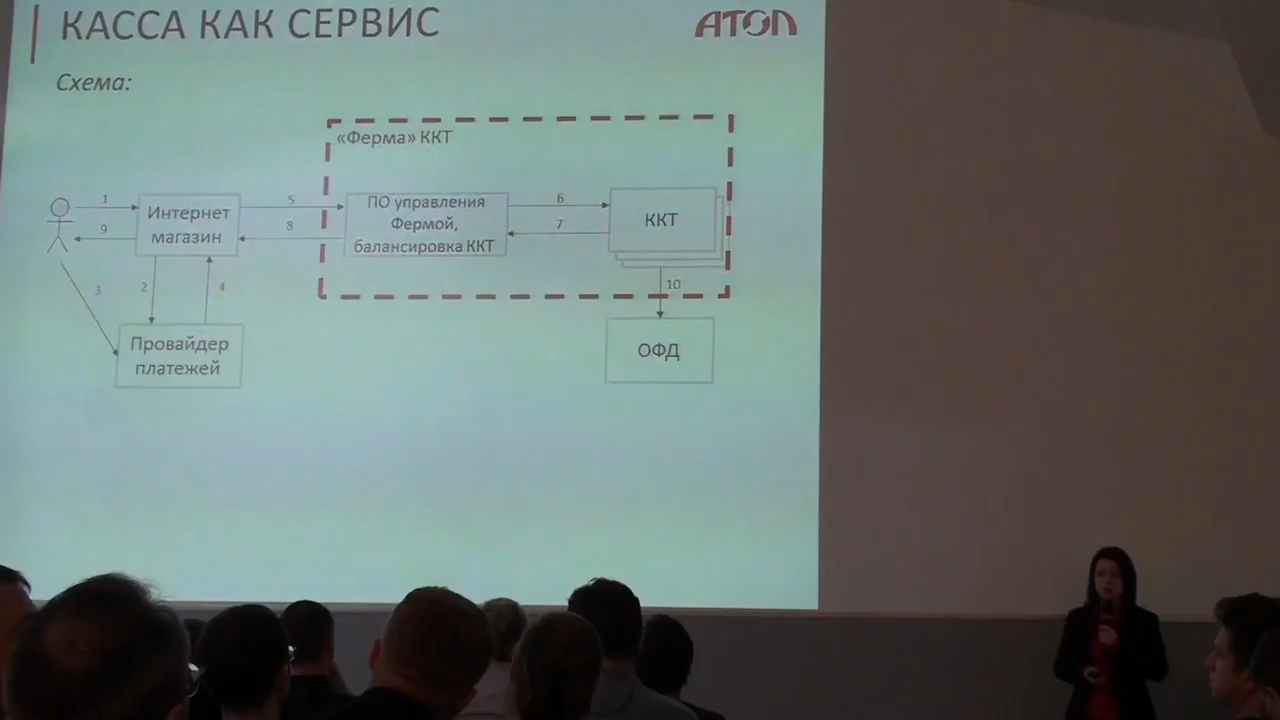 КАССА КАК СЕРВИС
АТОЛ
Схема:
«Ферма» ККТ
1
9
Интернет
магазин
5
8
ПО управления
Фермой,
балансировка ККТ
6
7
ККТ
3
2
4
10
Провайдер
платежей
ОФД